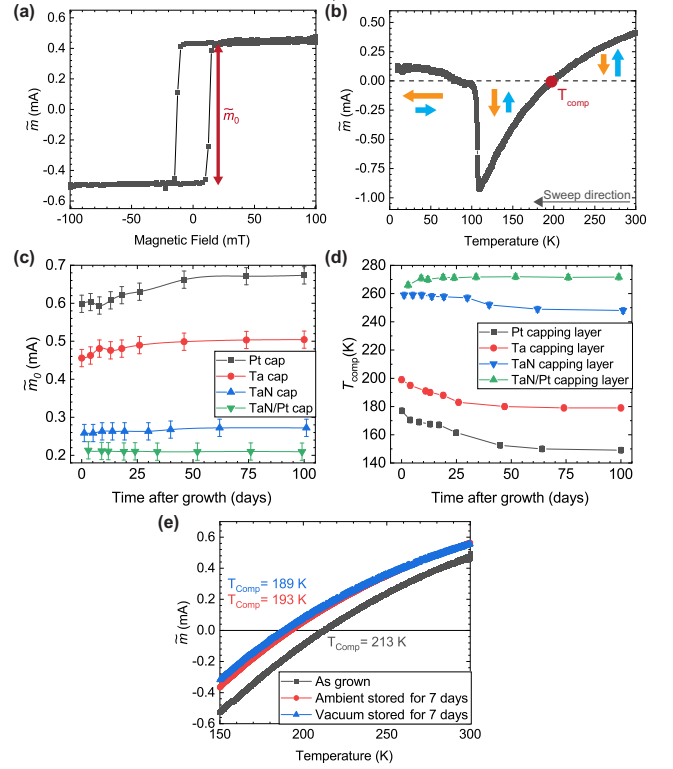 (a)
0.6
0.4
0.2
0.0
-0.2
-0.4
-0.6
m̃ (mA)
m̃₀
-100
-50
0
50
100
Magnetic Field (mT)
(b)
0.50
0.25
0.00
-0.25
-0.50
-0.75
-1.00
m̃ (mA)
T_comp
Sweep direction
0
50
100
150
200
250
300
Temperature (K)
(c)
0.7
0.6
0.5
0.4
0.3
0.2
m̃₀ (mA)
Pt cap
Ta cap
TaN cap
TaN/Pt cap
0
25
50
75
100
Time after growth (days)
(d)
280
260
240
220
200
180
160
140
T_comp(K)
Pt capping layer
Ta capping layer
TaN capping layer
TaN/Pt capping layer
0
25
50
75
100
Time after growth (days)
(e)
0.6
0.4
0.2
0.0
-0.2
-0.4
-0.6
m̃ (mA)
T_Comp= 189 K
T_Comp= 193 K
T_Comp= 213 K
As grown
Ambient stored for 7 days
Vacuum stored for 7 days
150
200
250
300
Temperature (K)